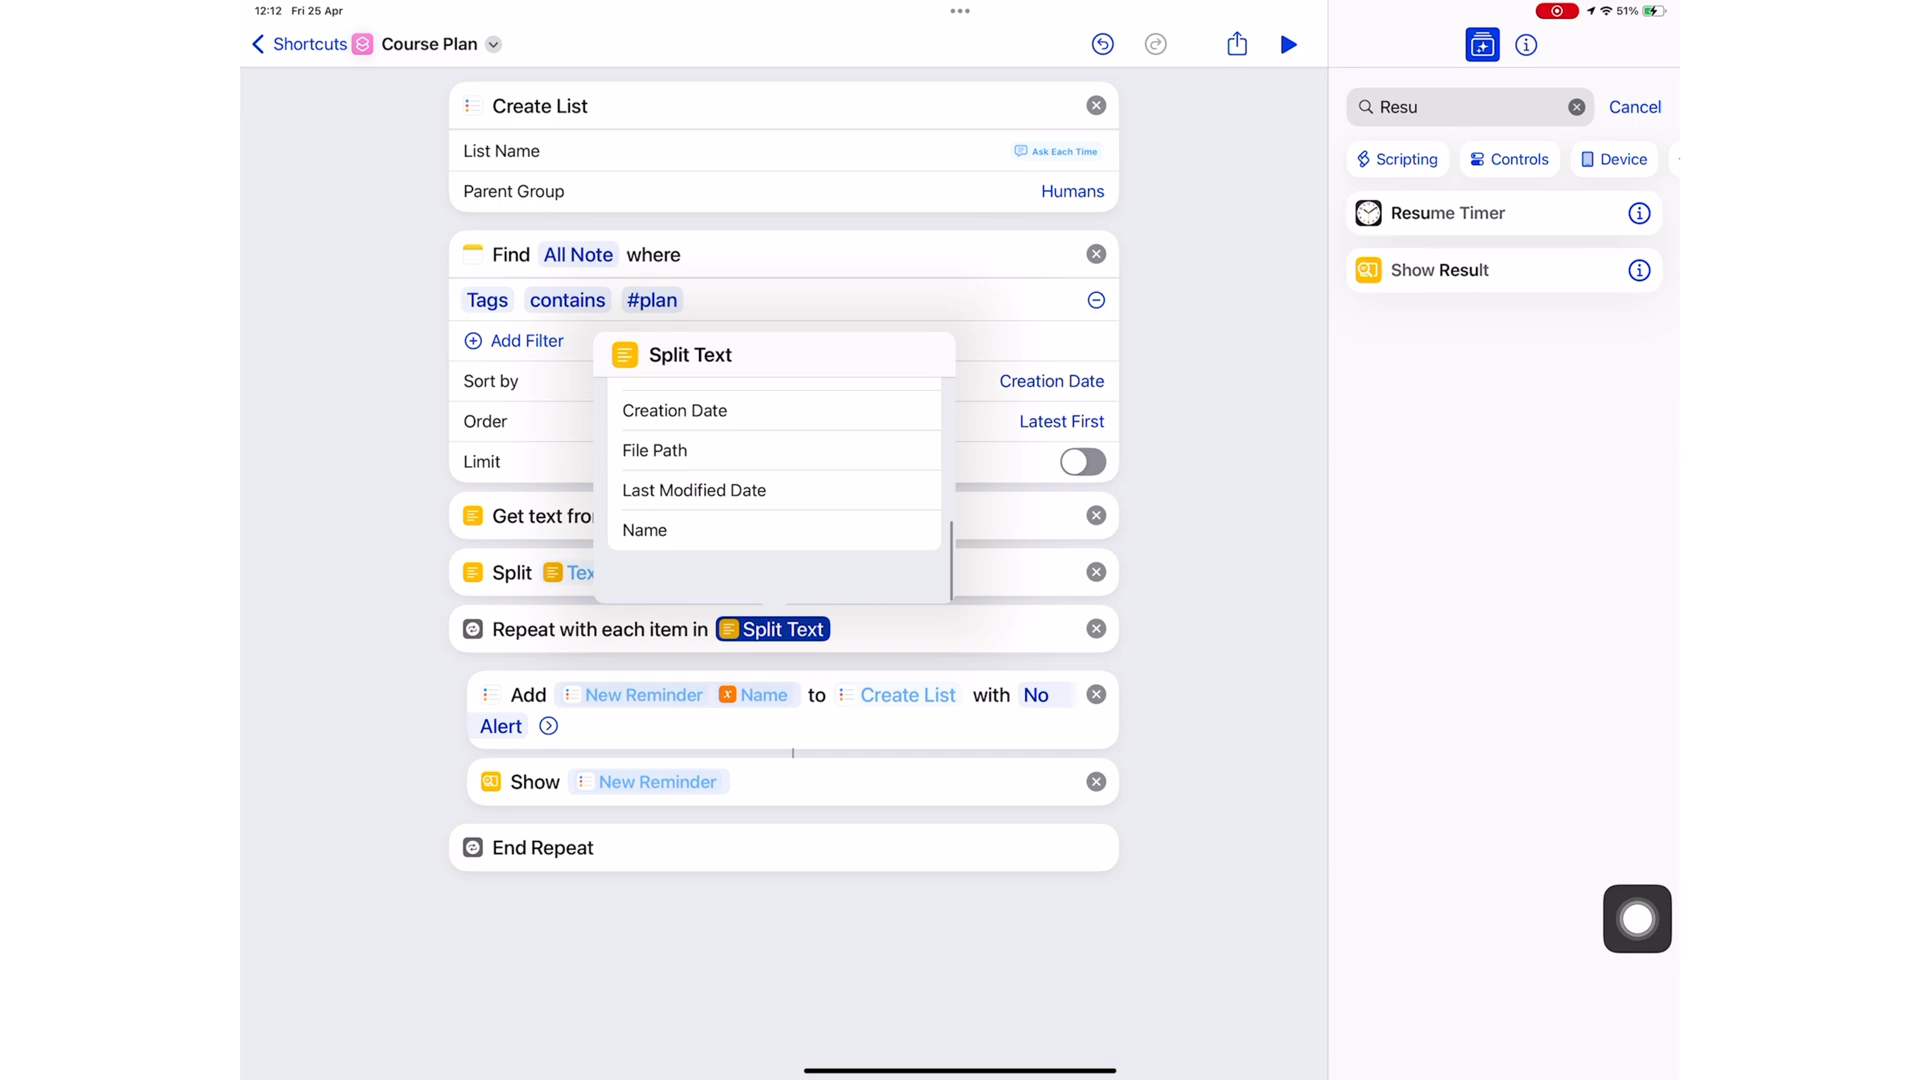 12:12 Fri 25 Apr
51%
Shortcuts Course Plan
Create List
List Name Ask Each Time
Parent Group Humans
Find All Note where
Tags contains #plan
Add Filter
Sort by Creation Date
Order Latest First
Limit
Get text fro
Split Tex
Split Text
Creation Date
File Path
Last Modified Date
Name
Repeat with each item in Split Text
Add New Reminder Name to Create List with No
Alert
Show New Reminder
End Repeat
Resu Cancel
Scripting Controls Device
Resume Timer
Show Result